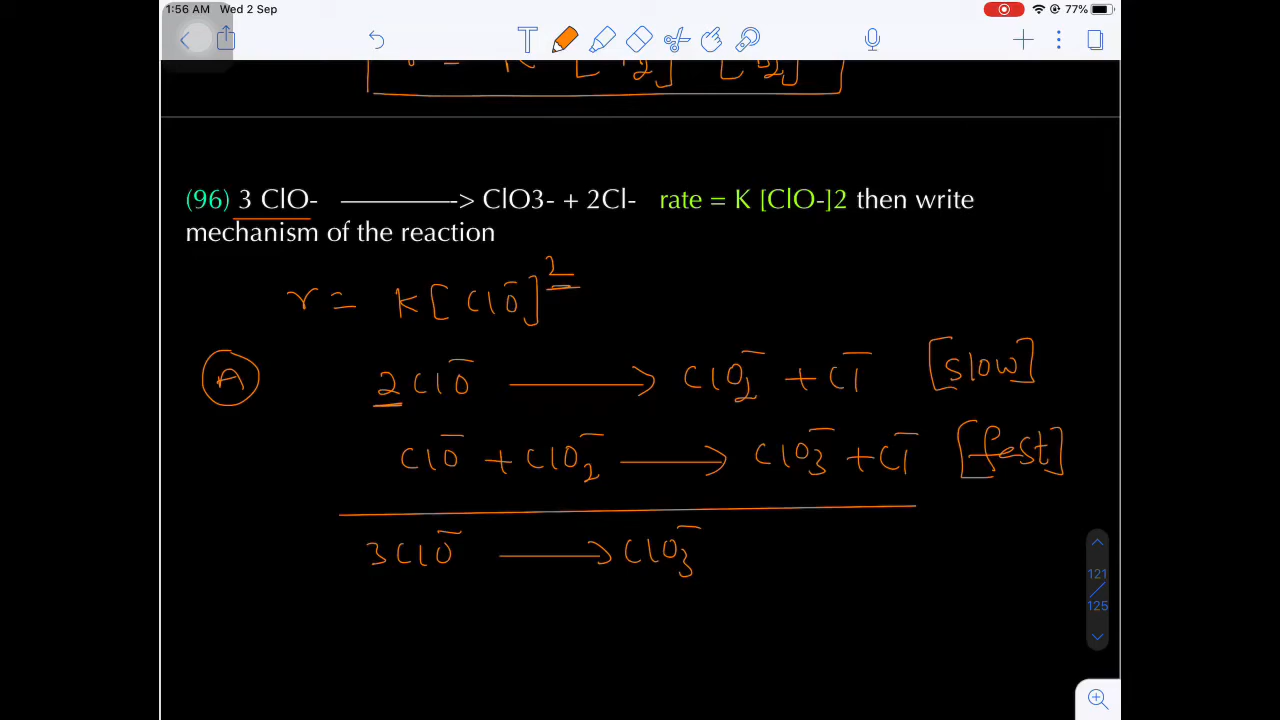 1:56 AM Wed 2 Sep
77%
(96) 3 ClO- ————-> ClO3- + 2Cl- rate = K [ClO-]2 then write
mechanism of the reaction
r = K[ClO⁻]²
A 2ClO⁻ ⟶ ClO₂⁻ + Cl⁻ [slow]
ClO⁻ + ClO₂⁻ ⟶ ClO₃⁻ + Cl⁻ [fast]
3ClO⁻ ⟶ ClO₃⁻
121
125